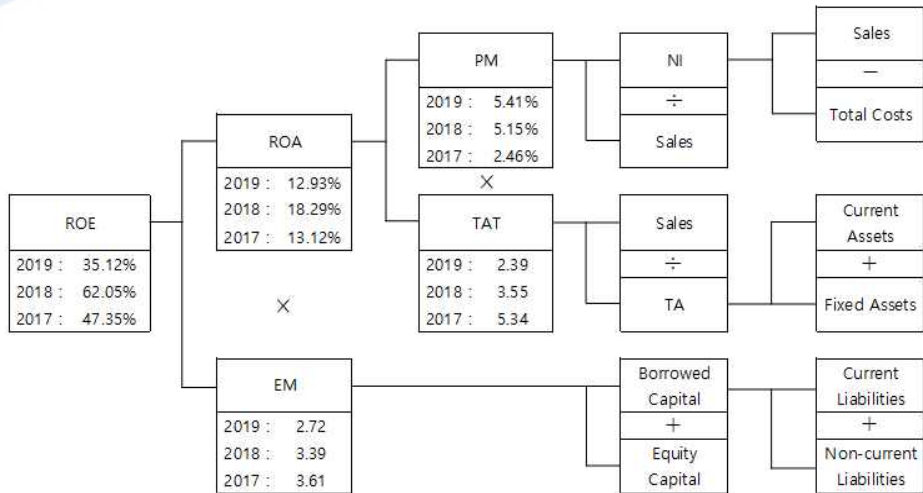 ROE
2019 : 35.12%
2018 : 62.05%
2017 : 47.35%
ROA
2019 : 12.93%
2018 : 18.29%
2017 : 13.12%
×
EM
2019 : 2.72
2018 : 3.39
2017 : 3.61
PM
2019 : 5.41%
2018 : 5.15%
2017 : 2.46%
×
TAT
2019 : 2.39
2018 : 3.55
2017 : 5.34
NI
÷
Sales
Sales
÷
TA
Borrowed
Capital
+
Equity
Capital
Sales
−
Total Costs
Current
Assets
+
Fixed Assets
Current
Liabilities
+
Non-current
Liabilities